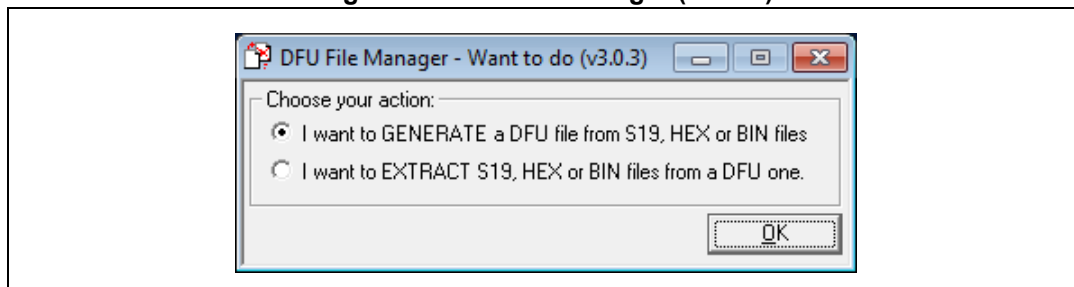 DFU File Manager - Want to do (v3.0.3)
Choose your action:
I want to GENERATE a DFU file from S19, HEX or BIN files
I want to EXTRACT S19, HEX or BIN files from a DFU one.
OK